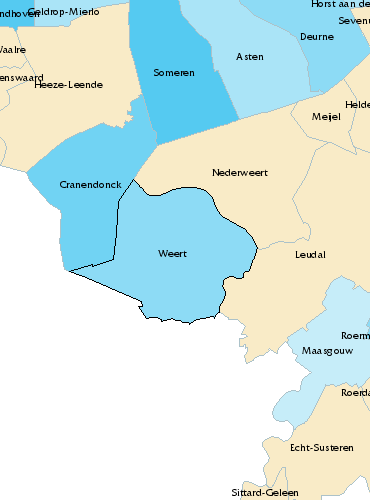 Horst aan de
ndhoven
Geldrop-Mierlo
Sevenu
Deurne
Waalre
Asten
Someren
enswaard
Heeze-Leende
Helde
Meijel
Nederweert
Cranendonck
Weert
Leudal
Roerm
Maasgouw
Roerda
Echt-Susteren
Sittard-Geleen